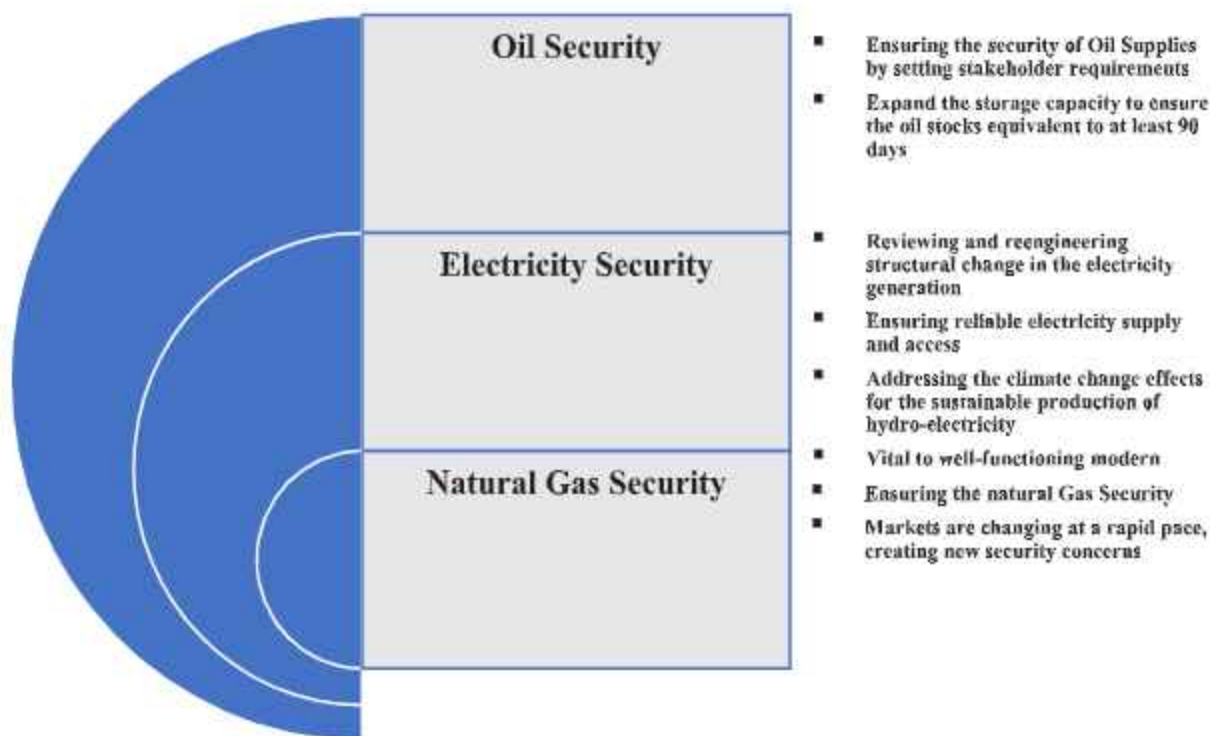 Oil Security
▪ Ensuring the security of Oil Supplies
by setting stakeholder requirements
▪ Expand the storage capacity to ensure
the oil stocks equivalent to at least 90
days
Electricity Security
▪ Reviewing and reengineering
structural change in the electricity
generation
▪ Ensuring reliable electricity supply
and access
▪ Addressing the climate change effects
for the sustainable production of
hydro-electricity
Natural Gas Security
▪ Vital to well-functioning modern
▪ Ensuring the natural Gas Security
▪ Markets are changing at a rapid pace,
creating new security concerns